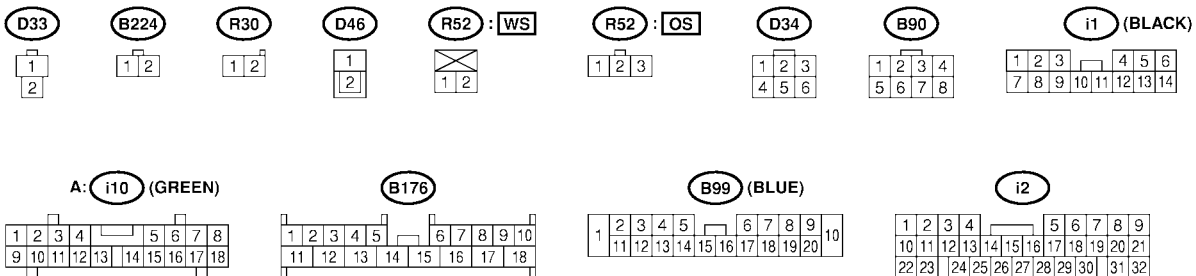 D33 B224 R30 D46 R52 : WS R52 : OS D34 B90 i1 (BLACK)
1 1 2 1 2 1 1 2 3 1 2 3 1 2 3 4 1 2 3 4 5 6
2 2 1 2 4 5 6 5 6 7 8 7 8 9 10 11 12 13 14
A: i10 (GREEN) B176 B99 (BLUE) i2
1 2 3 4 5 6 7 8 1 2 3 4 5 6 7 8 9 10 1 2 3 4 5 6 7 8 9 10 1 2 3 4 5 6 7 8 9
9 10 11 12 13 14 15 16 17 18 11 12 13 14 15 16 17 18 11 12 13 14 15 16 17 18 19 20 10 11 12 13 14 15 16 17 18 19 20 21
22 23 24 25 26 27 28 29 30 31 32